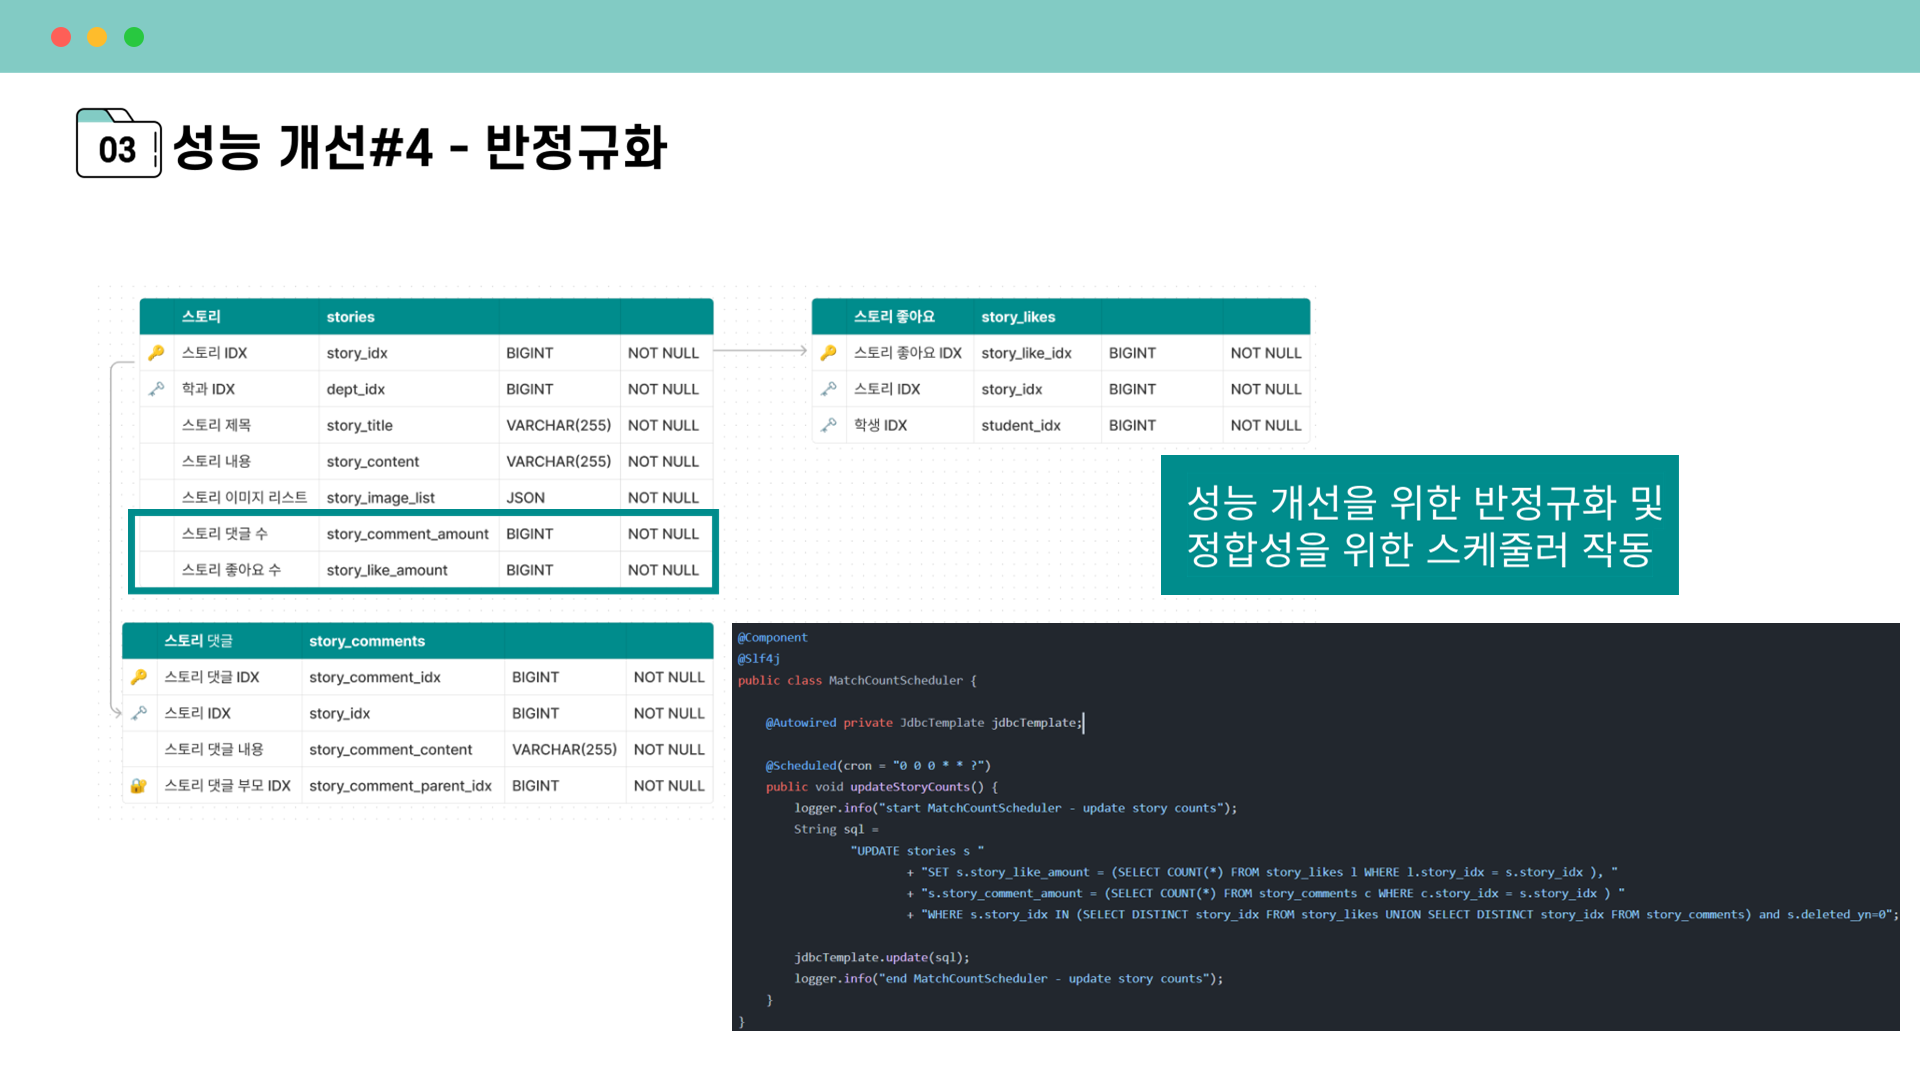 03 성능 개선#4 - 반정규화
스토리 stories
스토리 IDX story_idx BIGINT NOT NULL
학과 IDX dept_idx BIGINT NOT NULL
스토리 제목 story_title VARCHAR(255) NOT NULL
스토리 내용 story_content VARCHAR(255) NOT NULL
스토리 이미지 리스트 story_image_list JSON NOT NULL
스토리 댓글 수 story_comment_amount BIGINT NOT NULL
스토리 좋아요 수 story_like_amount BIGINT NOT NULL
스토리 좋아요 story_likes
스토리 좋아요 IDX story_like_idx BIGINT NOT NULL
스토리 IDX story_idx BIGINT NOT NULL
학생 IDX student_idx BIGINT NOT NULL
성능 개선을 위한 반정규화 및
정합성을 위한 스케줄러 작동
스토리 댓글 story_comments
스토리 댓글 IDX story_comment_idx BIGINT NOT NULL
스토리 IDX story_idx BIGINT NOT NULL
스토리 댓글 내용 story_comment_content VARCHAR(255) NOT NULL
스토리 댓글 부모 IDX story_comment_parent_idx BIGINT NOT NULL
@Component
@Slf4j
public class MatchCountScheduler {
@Autowired private JdbcTemplate jdbcTemplate;
@Scheduled(cron = "0 0 0 * * ?")
public void updateStoryCounts() {
logger.info("start MatchCountScheduler - update story counts");
String sql =
"UPDATE stories s "
+ "SET s.story_like_amount = (SELECT COUNT(*) FROM story_likes l WHERE l.story_idx = s.story_idx ), "
+ "s.story_comment_amount = (SELECT COUNT(*) FROM story_comments c WHERE c.story_idx = s.story_idx ) "
+ "WHERE s.story_idx IN (SELECT DISTINCT story_idx FROM story_likes UNION SELECT DISTINCT story_idx FROM story_comments) and s.deleted_yn=0";
jdbcTemplate.update(sql);
logger.info("end MatchCountScheduler - update story counts");
}
}